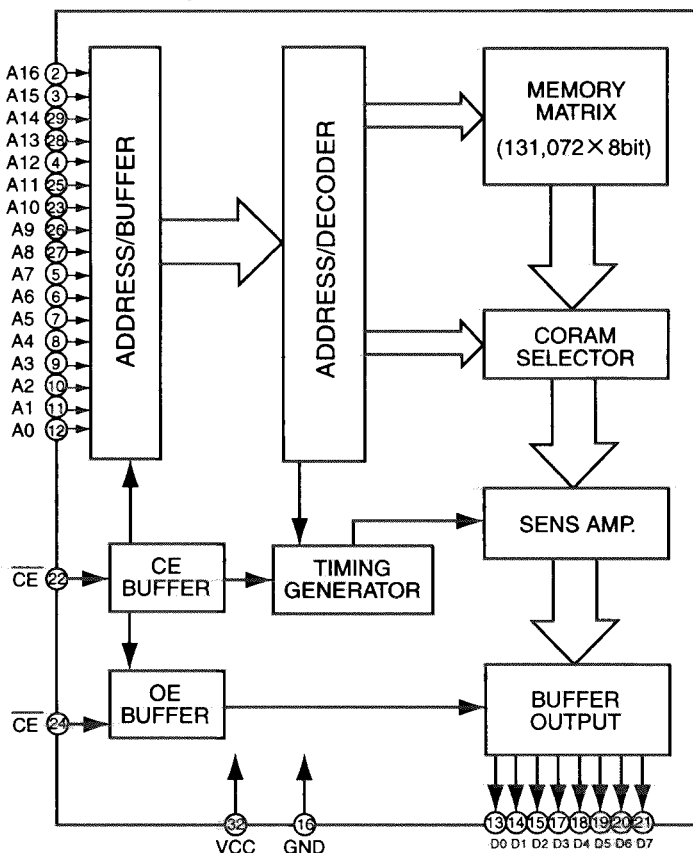 A16 2
A15 3
A14 29
A13 28
A12 4
A11 25
A10 23
A9 26
A8 27
A7 5
A6 6
A5 7
A4 8
A3 9
A2 10
A1 11
A0 12
ADDRESS/BUFFER
ADDRESS/DECODER
MEMORY
MATRIX
(131,072×8bit)
CORAM
SELECTOR
SENS AMP.
C̅E̅ 22
CE
BUFFER
TIMING
GENERATOR
C̅E̅ 24
OE
BUFFER
BUFFER
OUTPUT
32
VCC
16
GND
13 14 15 17 18 19 20 21
D0 D1 D2 D3 D4 D5 D6 D7